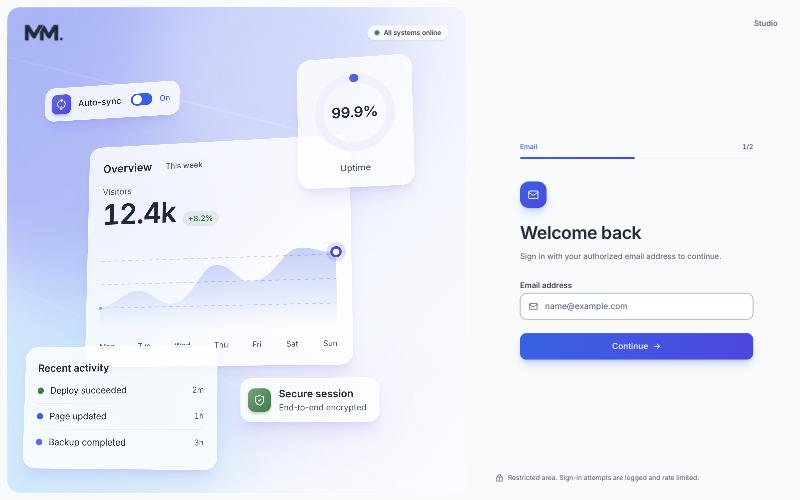 MM.
All systems online
Auto-sync
On
99.9%
Uptime
Overview
This week
Visitors
12.4k
+8.2%
Mon Tue Wed Thu Fri Sat Sun
Recent activity
Deploy succeeded 2m
Page updated 1h
Backup completed 3h
Secure session
End-to-end encrypted
Studio
Email 1/2
Welcome back
Sign in with your authorized email address to continue.
Email address
name@example.com
Continue →
Restricted area. Sign-in attempts are logged and rate limited.